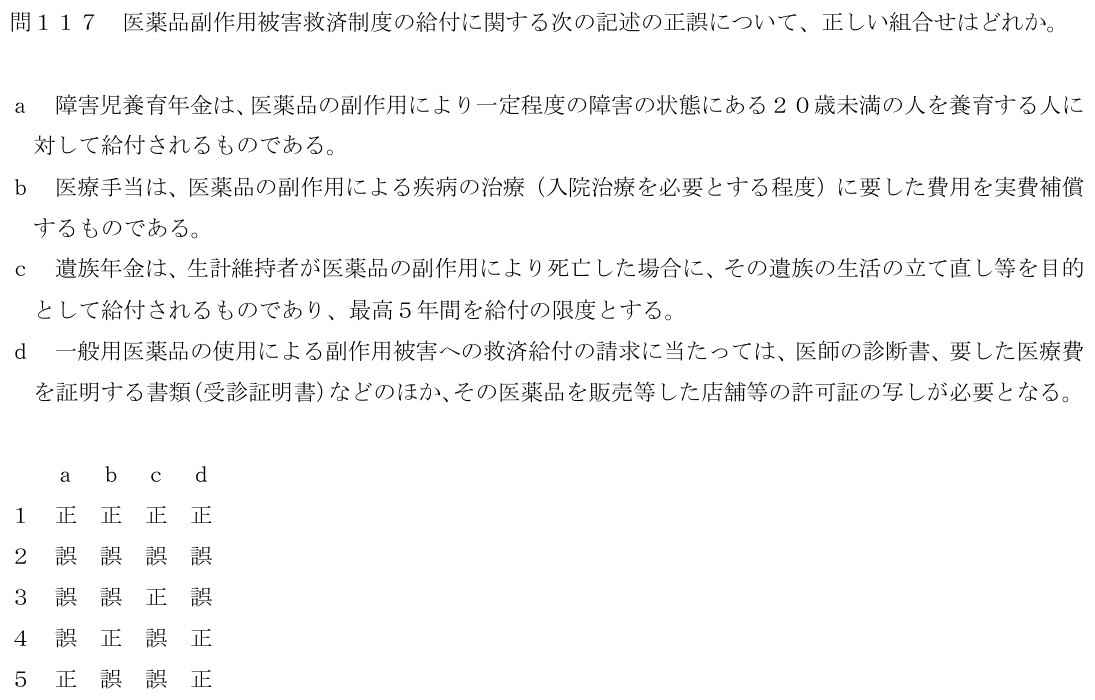 問１１７　医薬品副作用被害救済制度の給付に関する次の記述の正誤について、正しい組合せはどれか。
a　障害児養育年金は、医薬品の副作用により一定程度の障害の状態にある２０歳未満の人を養育する人に
対して給付されるものである。
b　医療手当は、医薬品の副作用による疾病の治療（入院治療を必要とする程度）に要した費用を実費補償
するものである。
c　遺族年金は、生計維持者が医薬品の副作用により死亡した場合に、その遺族の生活の立て直し等を目的
として給付されるものであり、最高５年間を給付の限度とする。
d　一般用医薬品の使用による副作用被害への救済給付の請求に当たっては、医師の診断書、要した医療費
を証明する書類（受診証明書）などのほか、その医薬品を販売等した店舗等の許可証の写しが必要となる。
a　b　c　d
1　正　正　正　正
2　誤　誤　誤　誤
3　誤　誤　正　誤
4　誤　正　誤　正
5　正　誤　誤　正